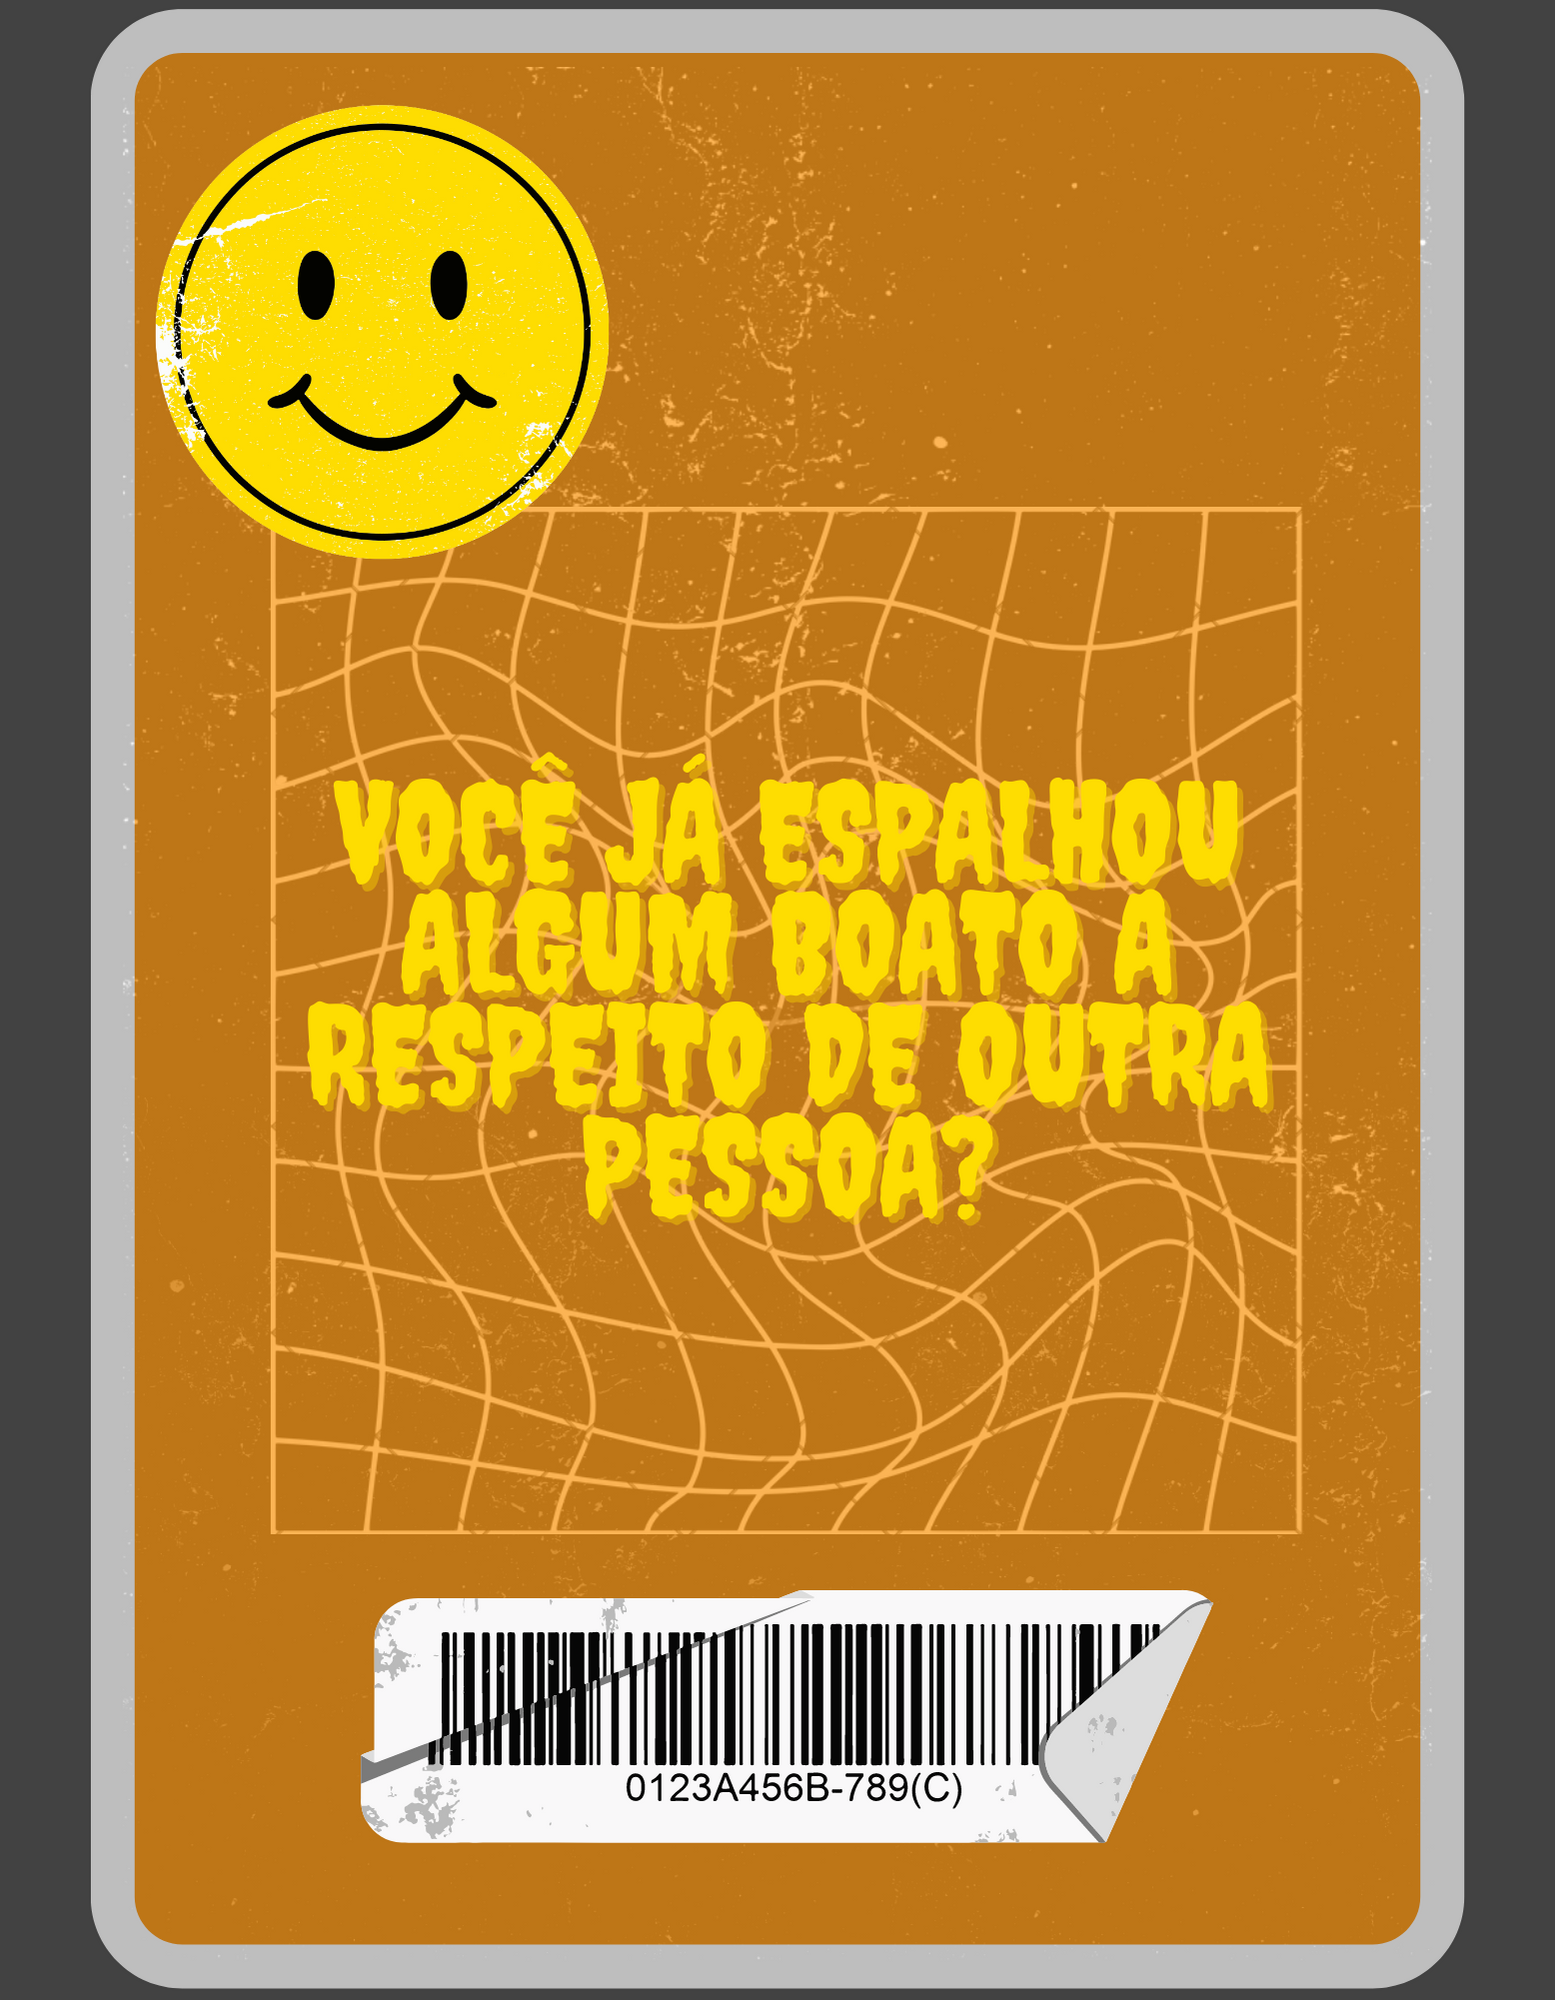 VOCÊ JÁ ESPALHOU
ALGUM BOATO A
RESPEITO DE OUTRA
PESSOA?
0123A456B-789(C)